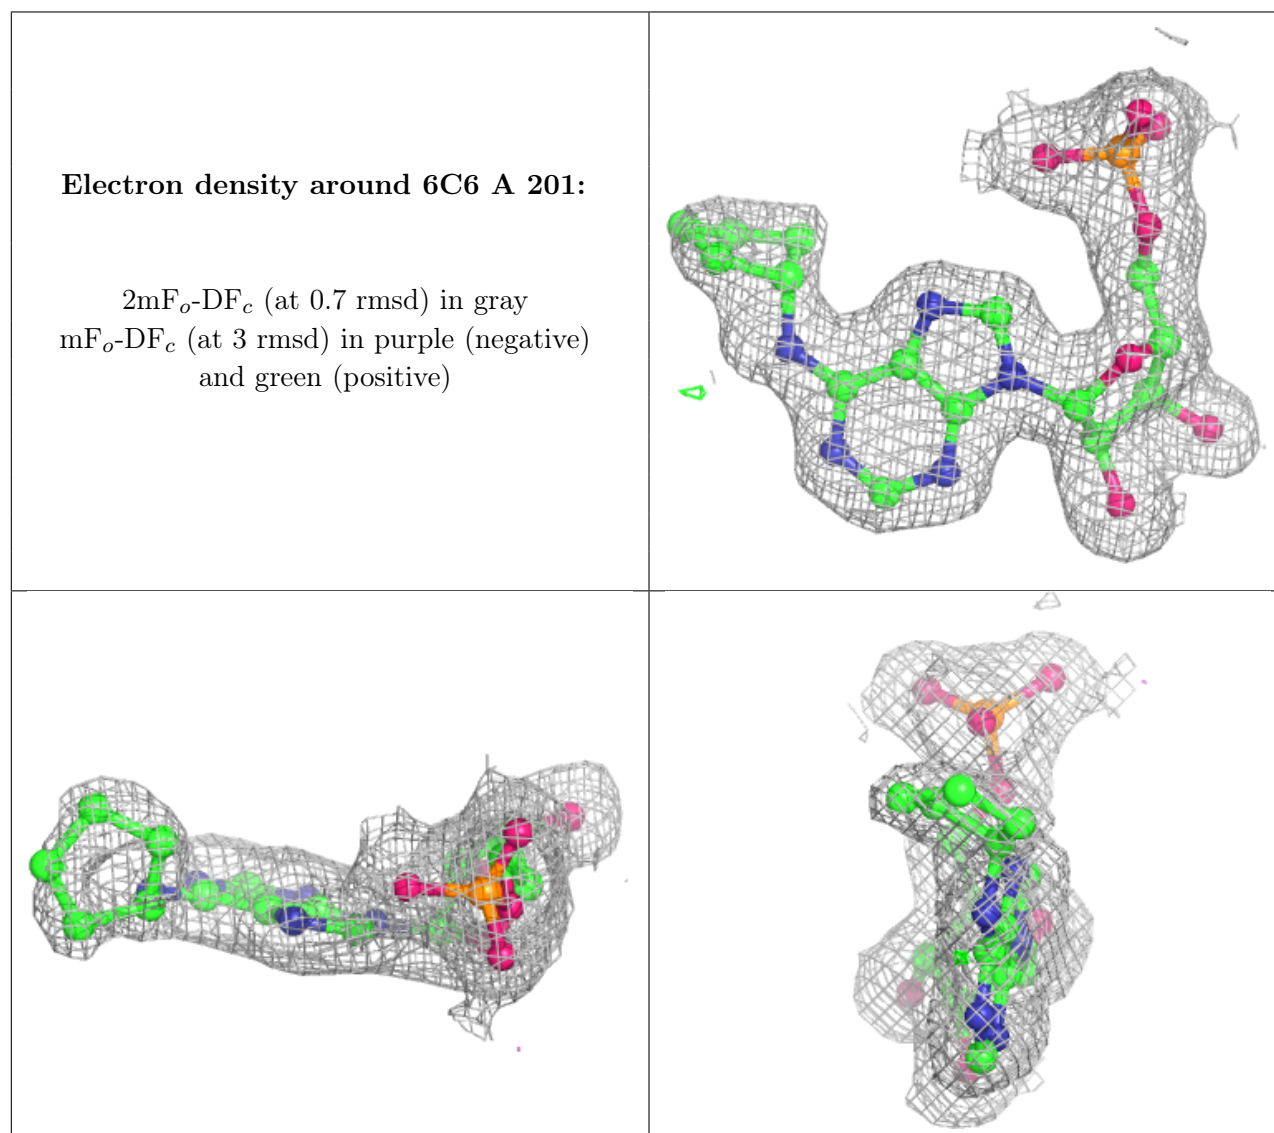 Electron density around 6C6 A 201:
2mFₒ-DF𝒸 (at 0.7 rmsd) in gray
mFₒ-DF𝒸 (at 3 rmsd) in purple (negative)
and green (positive)